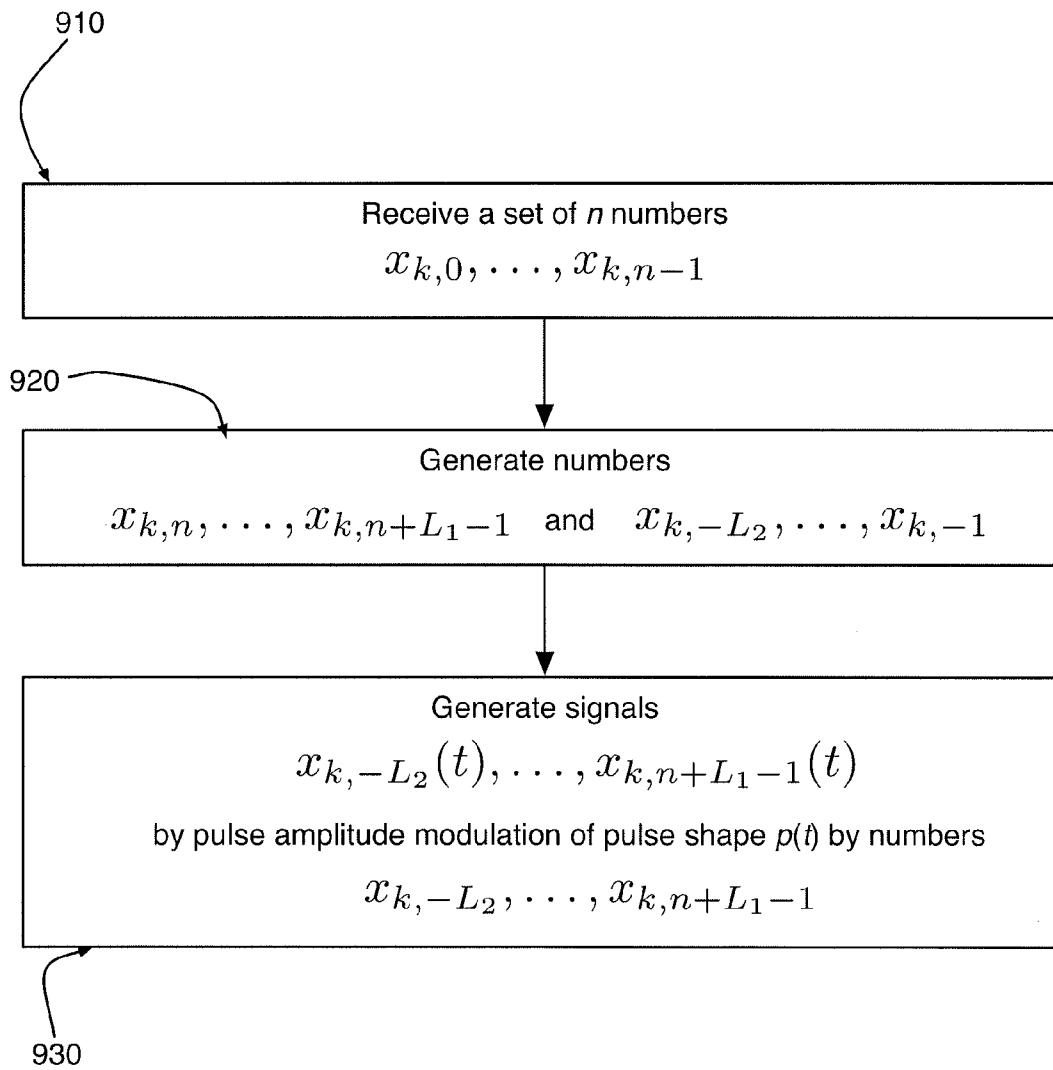 910
Receive a set of n numbers
x_{k,0}, . . . , x_{k,n−1}
920
Generate numbers
x_{k,n}, . . . , x_{k,n+L_1−1} and x_{k,−L_2}, . . . , x_{k,−1}
Generate signals
x_{k,−L_2}(t), . . . , x_{k,n+L_1−1}(t)
by pulse amplitude modulation of pulse shape p(t) by numbers
x_{k,−L_2}, . . . , x_{k,n+L_1−1}
930